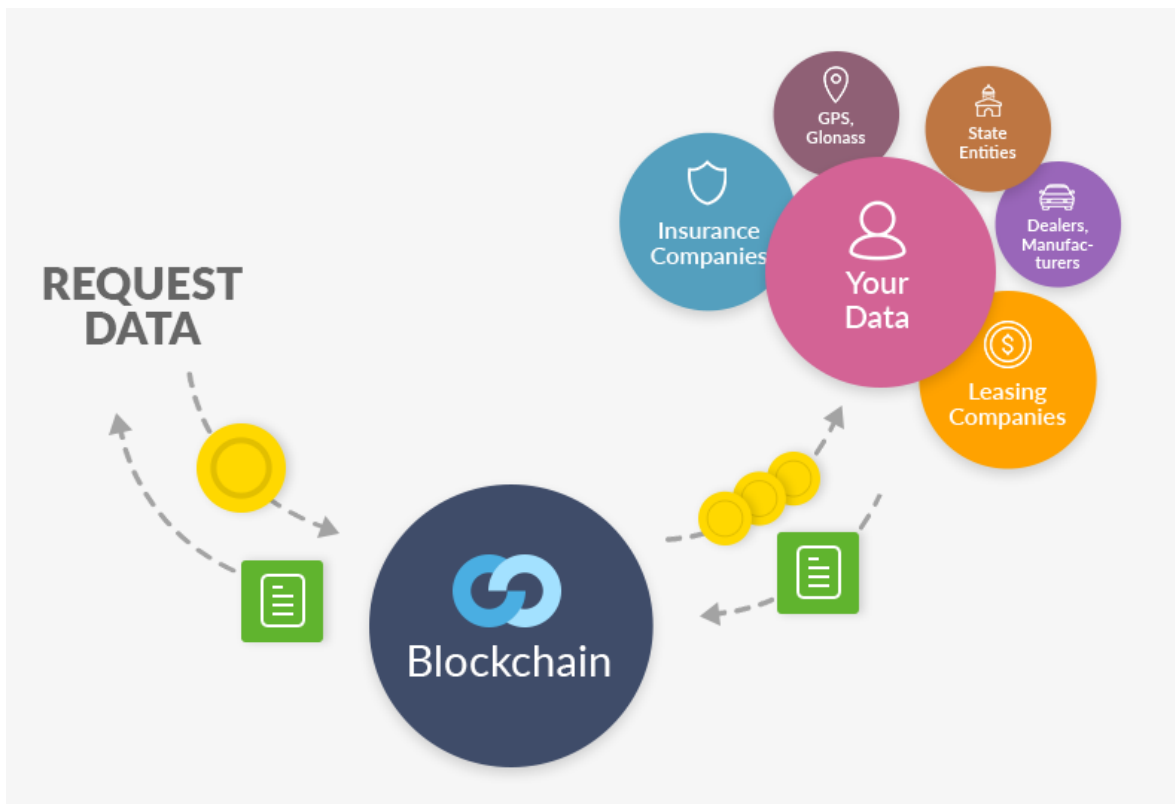 REQUEST
DATA
Blockchain
Insurance
Companies
GPS,
Glonass
State
Entities
Dealers,
Manufac-
turers
Your
Data
Leasing
Companies